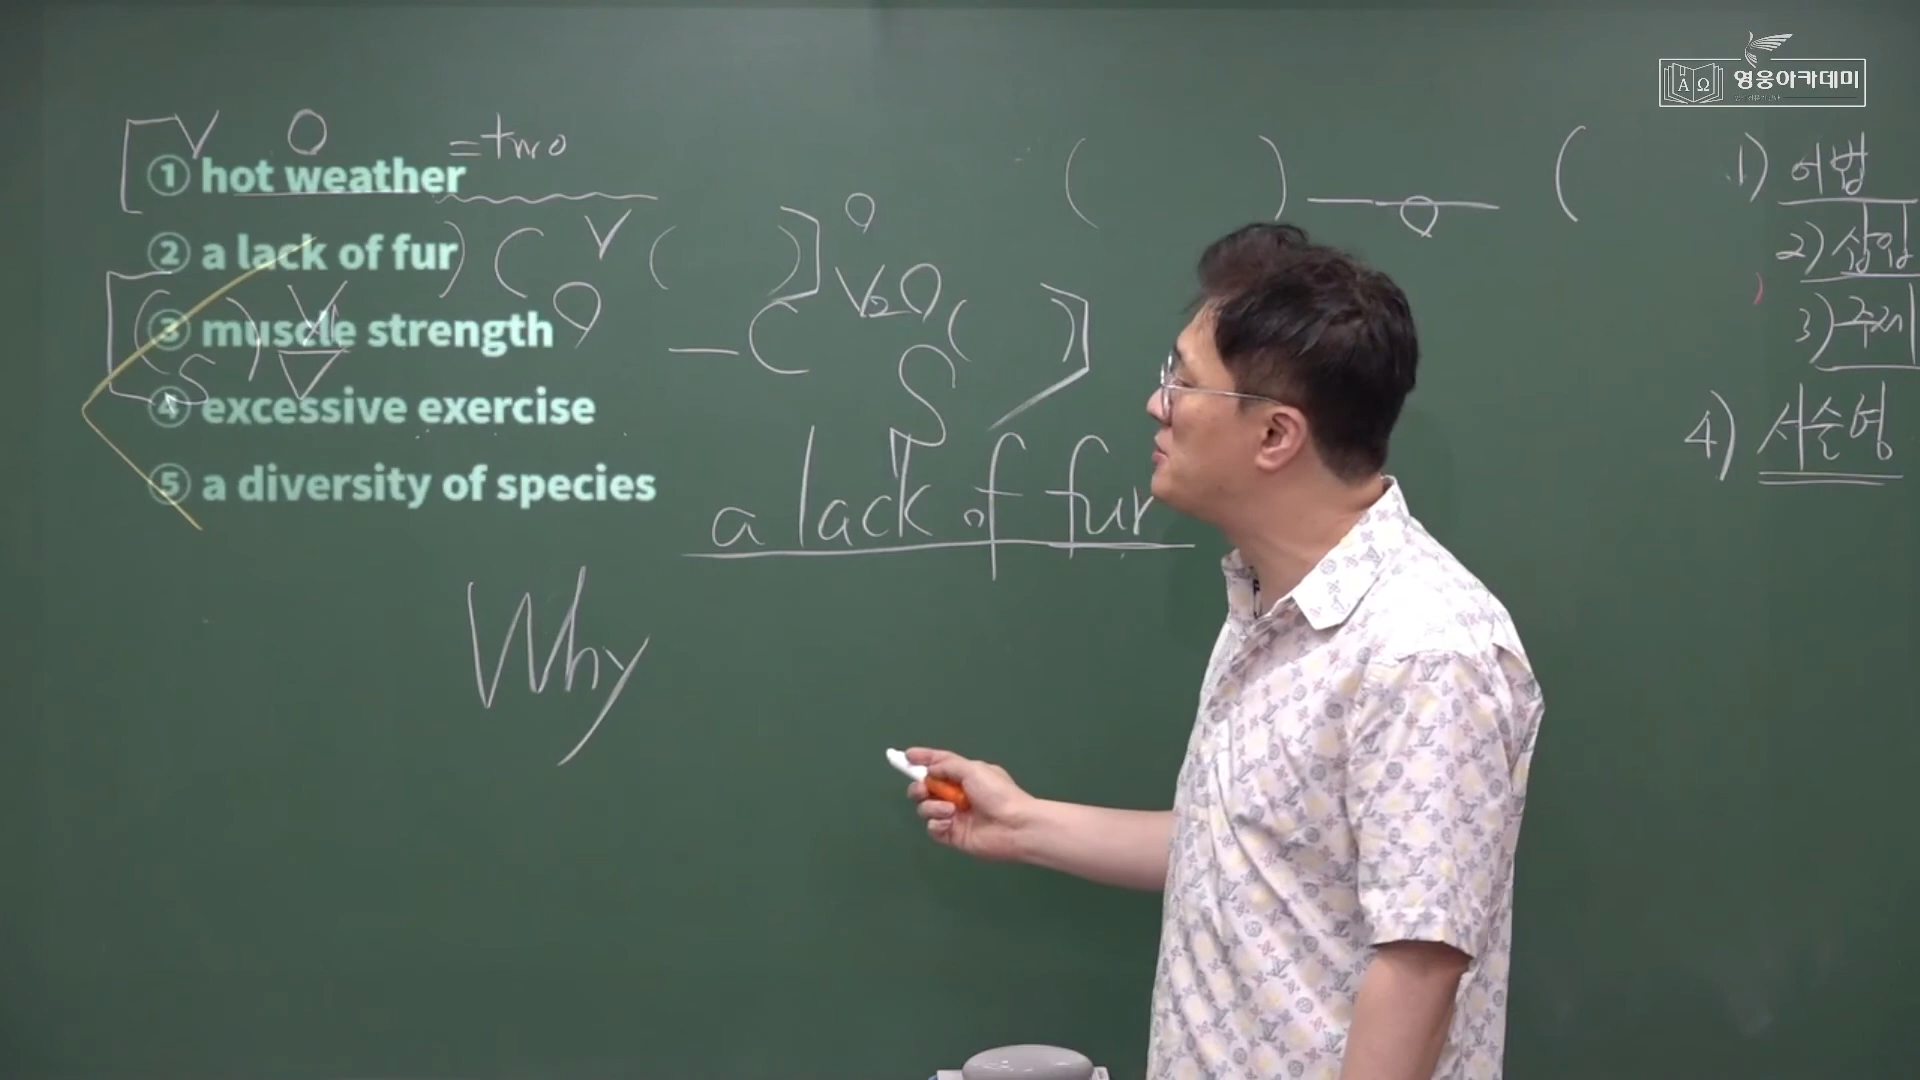 영웅아카데미
A Ω
V O =two
① hot weather
② a lack of fur
③ muscle strength
④ excessive exercise
⑤ a diversity of species
V
O
O
V2O
S
V
S
a lack of fur
Why
O
1) 어법
2) 삽입
3) 주제
4) 서술형